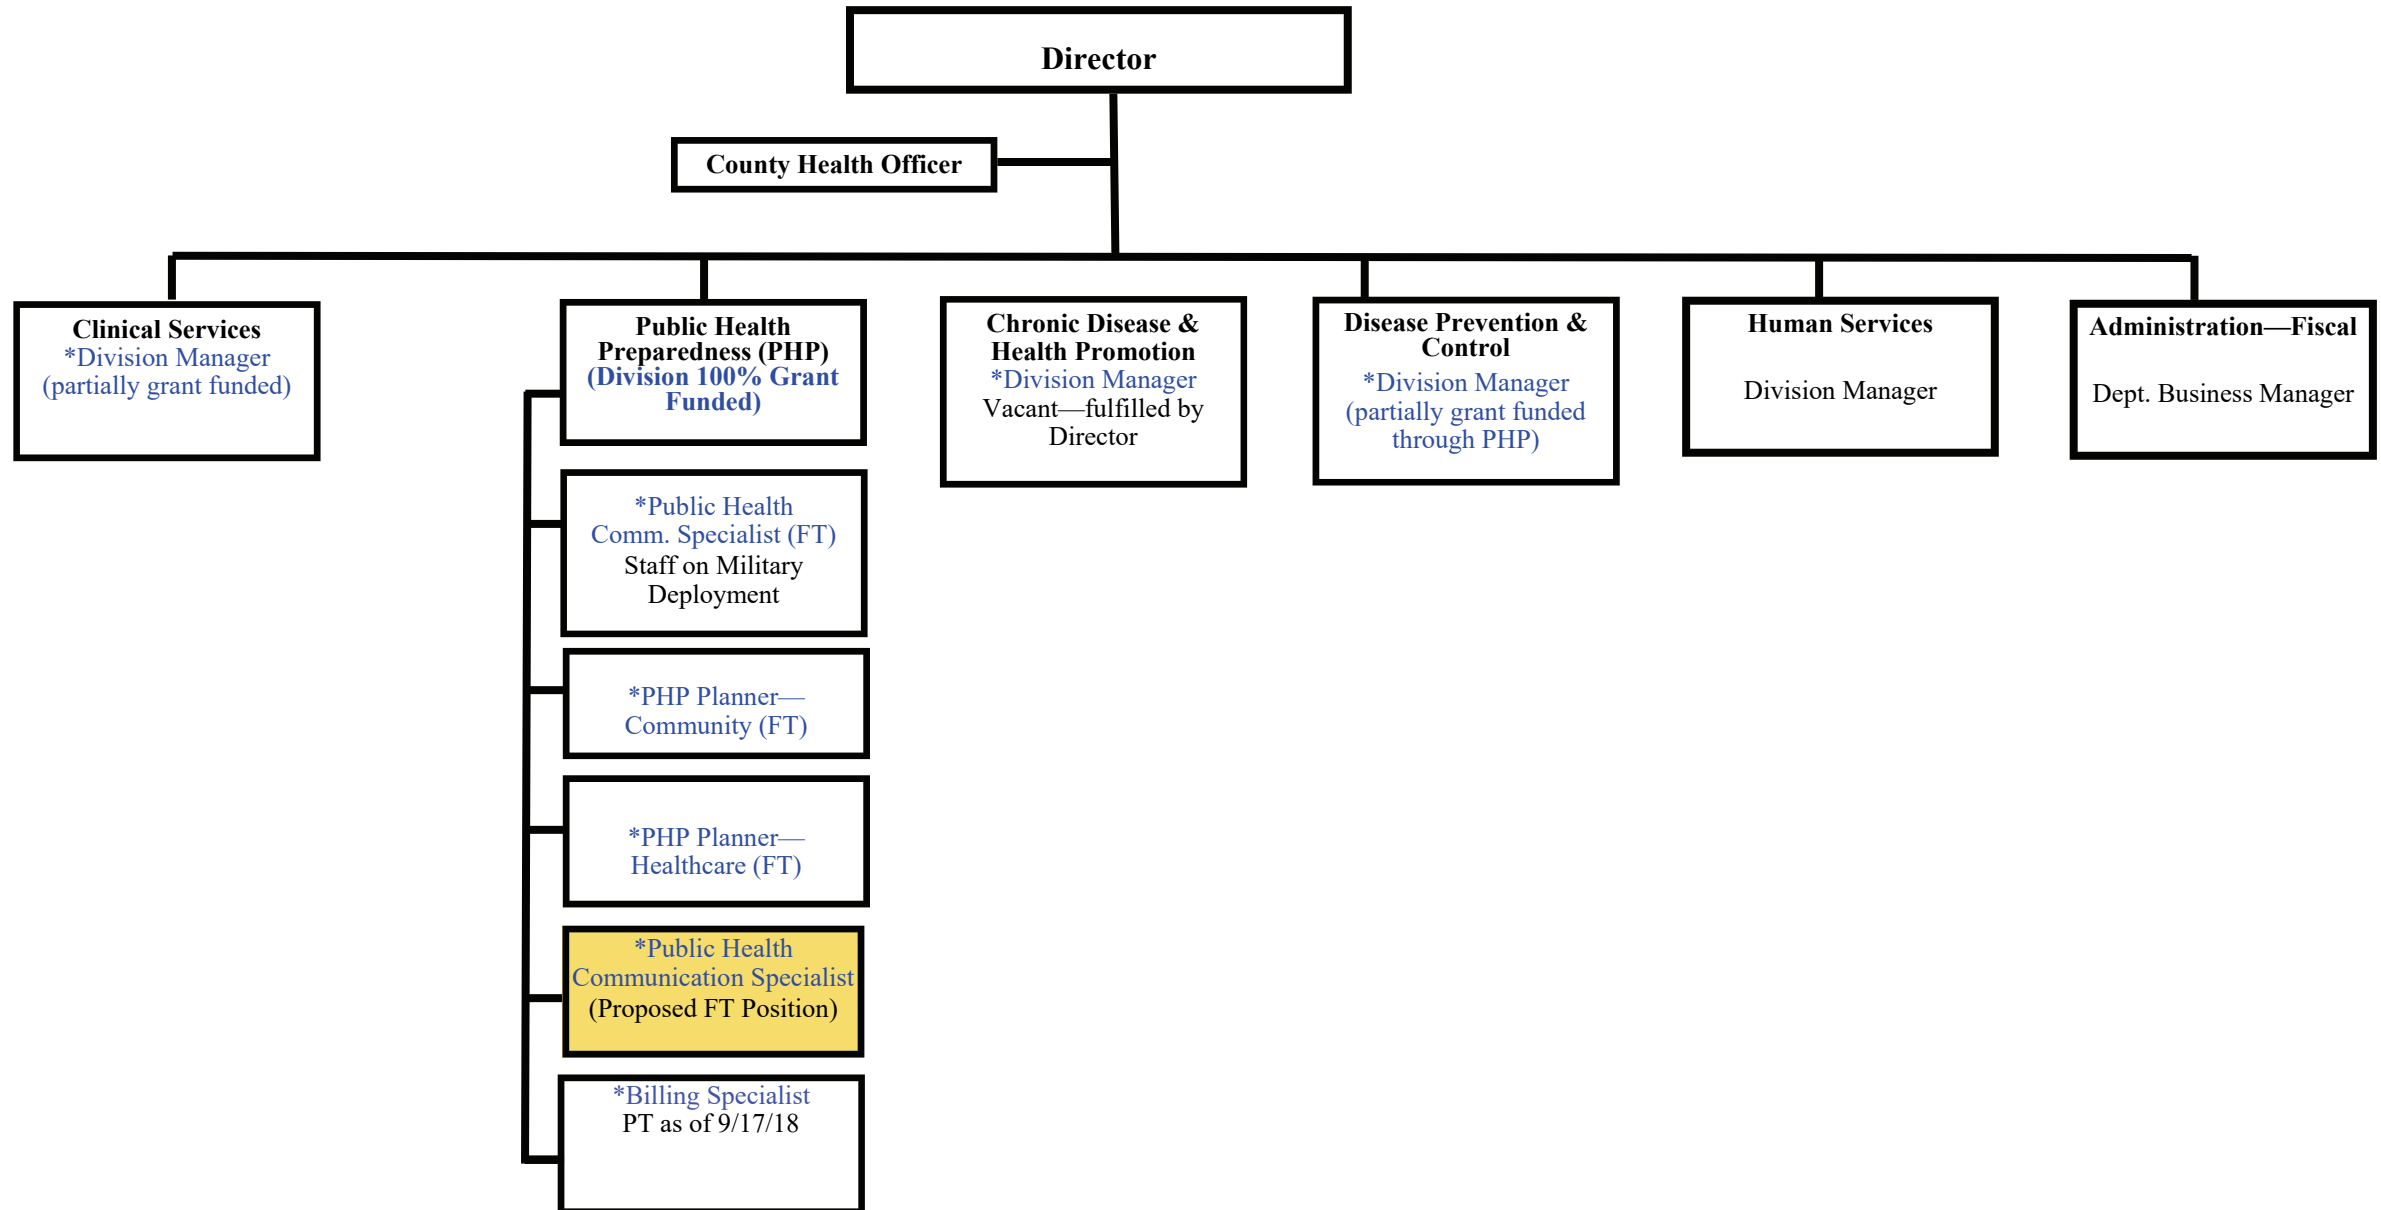 Director
County Health Officer
Clinical Services
*Division Manager
(partially grant funded)
Public Health
Preparedness (PHP)
(Division 100% Grant
Funded)
Chronic Disease &
Health Promotion
*Division Manager
Vacant—fulfilled by
Director
Disease Prevention &
Control
*Division Manager
(partially grant funded
through PHP)
Human Services
Division Manager
Administration—Fiscal
Dept. Business Manager
*Public Health
Comm. Specialist (FT)
Staff on Military
Deployment
*PHP Planner—
Community (FT)
*PHP Planner—
Healthcare (FT)
*Public Health
Communication Specialist
(Proposed FT Position)
*Billing Specialist
PT as of 9/17/18